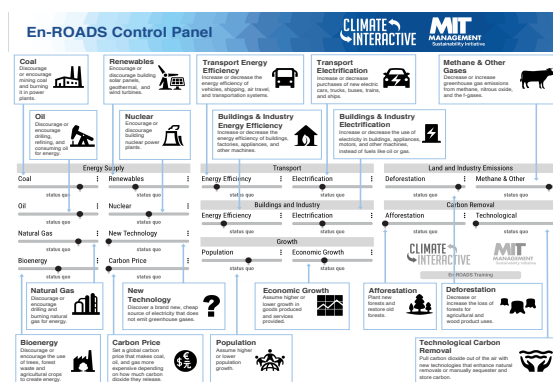 En-ROADS Control Panel
CLIMATE
INTERACTIVE
MIT
MANAGEMENT
Sustainability Initiative
Coal
Discourage
or encourage
mining coal
and burning
it in power
plants.
Renewables
Encourage or
discourage building
solar panels,
geothermal, and
wind turbines.
Transport Energy
Efficiency
Increase or decrease the
energy efficiency of
vehicles, shipping, air travel,
and transportation systems.
Transport
Electrification
Increase or decrease
purchases of new electric
cars, trucks, buses, trains,
and ships.
Methane & Other
Gases
Decrease or increase
greenhouse gas emissions
from methane, nitrous oxide,
and the f-gases.
Oil
Discourage or
encourage
drilling,
refining, and
consuming oil
for energy.
Nuclear
Encourage or
discourage
building
nuclear power
plants.
Buildings & Industry
Energy Efficiency
Increase or decrease the
energy efficiency of buildings,
factories, appliances, and
other machines.
Buildings & Industry
Electrification
Increase or decrease the use of
electricity in buildings, appliances,
motors, and other machines,
instead of fuels like oil or gas.
Energy Supply
Transport
Land and Industry Emissions
Coal
Renewables
Energy Efficiency
Electrification
Deforestation
Methane & Other
status quo
status quo
status quo
status quo
status quo
status quo
Buildings and Industry
Carbon Removal
Oil
Nuclear
Energy Efficiency
Electrification
Afforestation
Technological
status quo
status quo
status quo
status quo
status quo
status quo
Growth
Natural Gas
New Technology
Population
Economic Growth
status quo
status quo
status quo
status quo
Bioenergy
Carbon Price
status quo
status quo
CLIMATE
INTERACTIVE
MIT
MANAGEMENT
Sustainability Initiative
En-ROADS Training
Natural Gas
Discourage or
encourage
drilling and
burning natural
gas for energy.
New
Technology
Discover a brand new, cheap
source of electricity that does
not emit greenhouse gases.
?
Economic Growth
Assume higher or
lower growth in
goods produced
and services
provided.
Afforestation
Plant new
forests and
restore old
forests.
Deforestation
Decrease or
increase the loss of
forests for
agricultural and
wood product uses.
Bioenergy
Discourage or
encourage the use
of trees, forest
waste and
agricultural crops
to create energy.
Carbon Price
Set a global carbon
price that makes coal,
oil, and gas more
expensive depending
on how much carbon
dioxide they release.
Population
Assume higher
or lower
population
growth.
Technological Carbon
Removal
Pull carbon dioxide out of the air with
new technologies that enhance natural
removals or manually sequester and
store carbon.